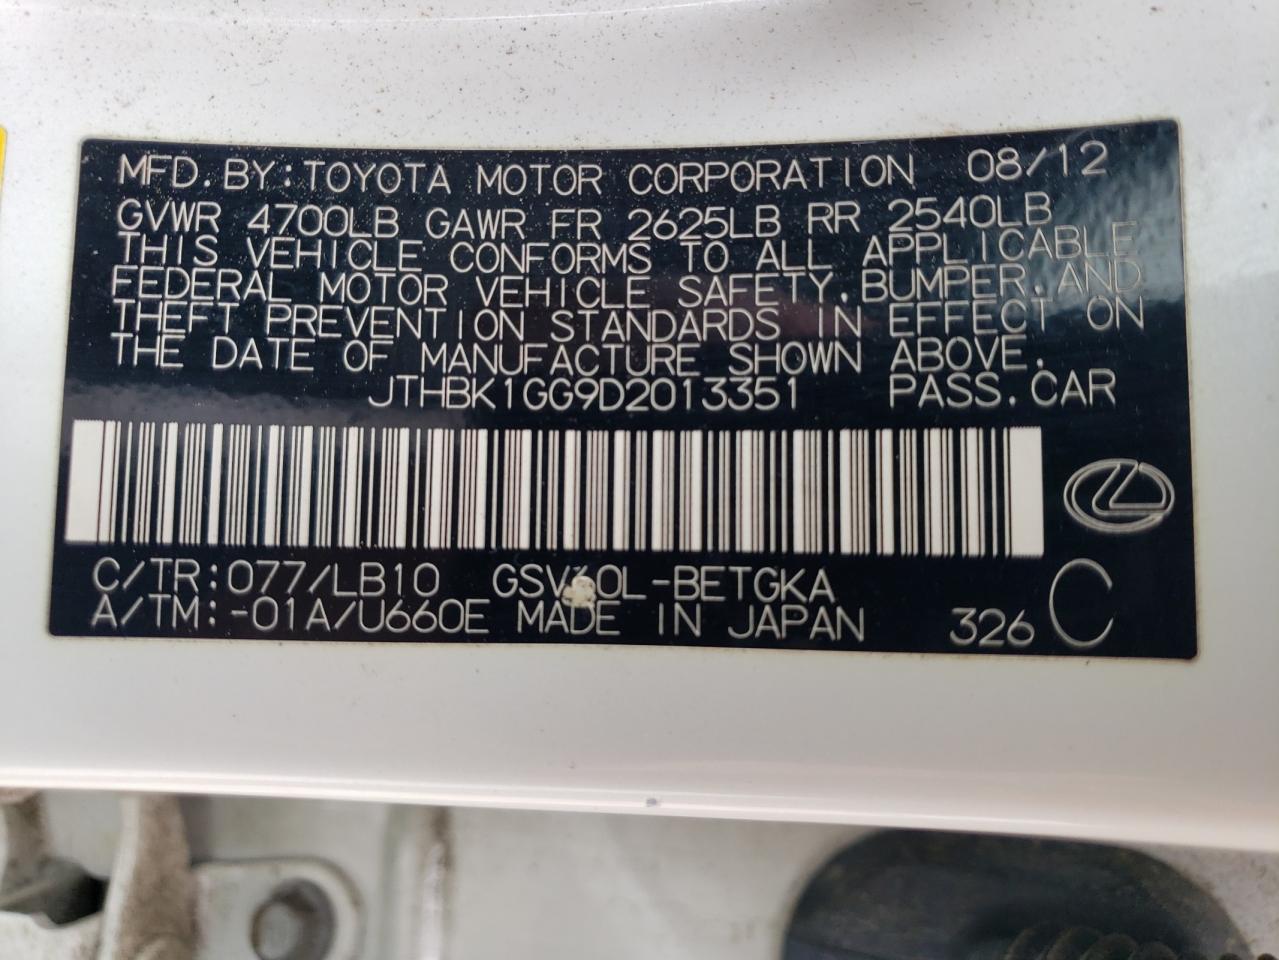 MFD.BY:TOYOTA MOTOR CORPORATION 08/12
GVWR 4700LB GAWR FR 2625LB RR 2540LB
THIS VEHICLE CONFORMS TO ALL APPLICABLE
FEDERAL MOTOR VEHICLE SAFETY,BUMPER,AND
THEFT PREVENTION STANDARDS IN EFFECT ON
THE DATE OF MANUFACTURE SHOWN ABOVE.
JTHBK1GG9D2013351 PASS.CAR
C/TR:077/LB10
A/TM:-01A/U660E MADE IN JAPAN 326 C